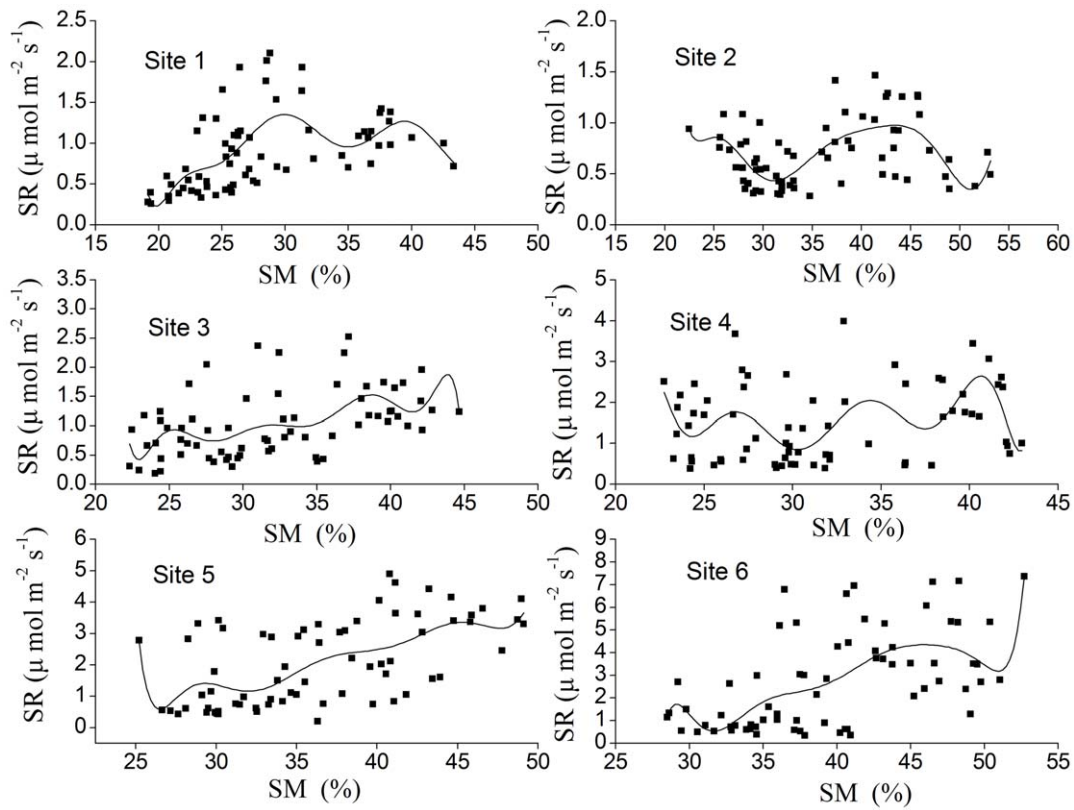 2.5
2.0
1.5
1.0
0.5
0.0
SR (μ mol m⁻² s⁻¹)
Site 1
15 20 25 30 35 40 45 50
SM (%)
2.0
1.5
1.0
0.5
0.0
SR (μ mol m⁻² s⁻¹)
Site 2
15 20 25 30 35 40 45 50 55 60
SM (%)
3.5
3.0
2.5
2.0
1.5
1.0
0.5
0.0
SR (μ mol m⁻² s⁻¹)
Site 3
20 25 30 35 40 45 50
SM (%)
5
4
3
2
1
0
SR (μ mol m⁻² s⁻¹)
Site 4
20 25 30 35 40 45
SM (%)
6
5
4
3
2
1
0
SR (μ mol m⁻² s⁻¹)
Site 5
25 30 35 40 45 50
SM (%)
9
8
7
6
5
4
3
2
1
0
SR (μ mol m⁻² s⁻¹)
Site 6
25 30 35 40 45 50 55
SM (%)